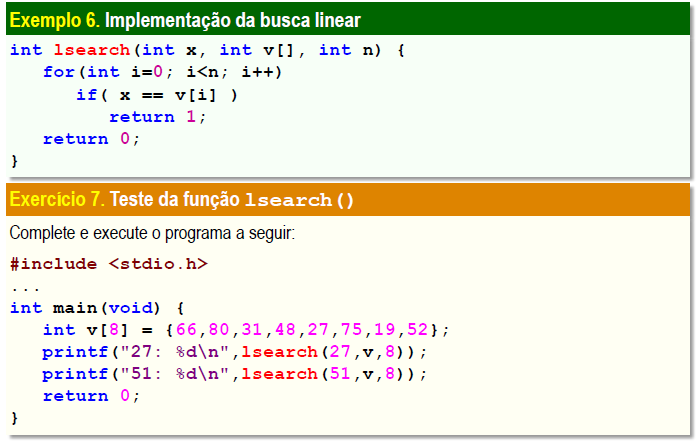 Exemplo 6. Implementação da busca linear
int lsearch(int x, int v[], int n) {
   for(int i=0; i<n; i++)
      if( x == v[i] )
         return 1;
   return 0;
}
Exercício 7. Teste da função lsearch()
Complete e execute o programa a seguir:
#include <stdio.h>
...
int main(void) {
   int v[8] = {66,80,31,48,27,75,19,52};
   printf("27: %d\n",lsearch(27,v,8));
   printf("51: %d\n",lsearch(51,v,8));
   return 0;
}